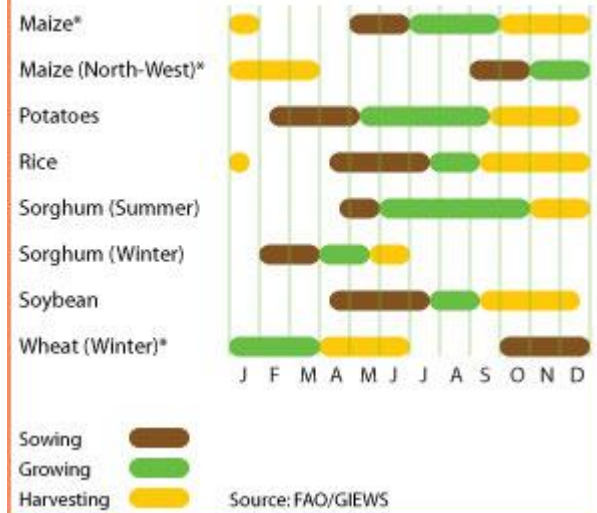 Maize*
Maize (North-West)*
Potatoes
Rice
Sorghum (Summer)
Sorghum (Winter)
Soybean
Wheat (Winter)*
J F M A M J J A S O N D
Sowing
Growing
Harvesting Source: FAO/GIEWS